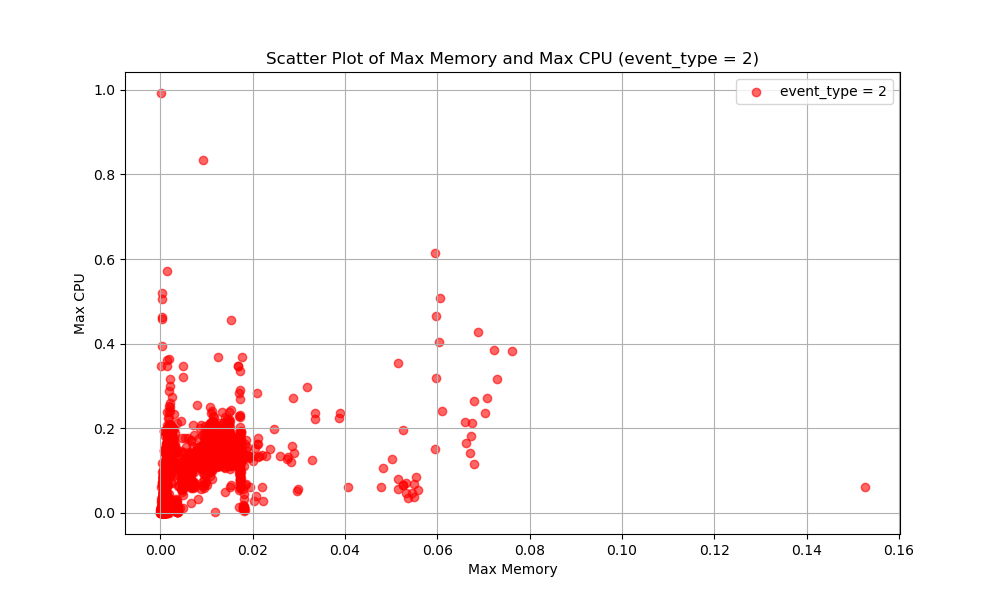 Scatter Plot of Max Memory and Max CPU (event_type = 2)
event_type = 2
Max CPU
1.0
0.8
0.6
0.4
0.2
0.0
0.00 0.02 0.04 0.06 0.08 0.10 0.12 0.14 0.16
Max Memory